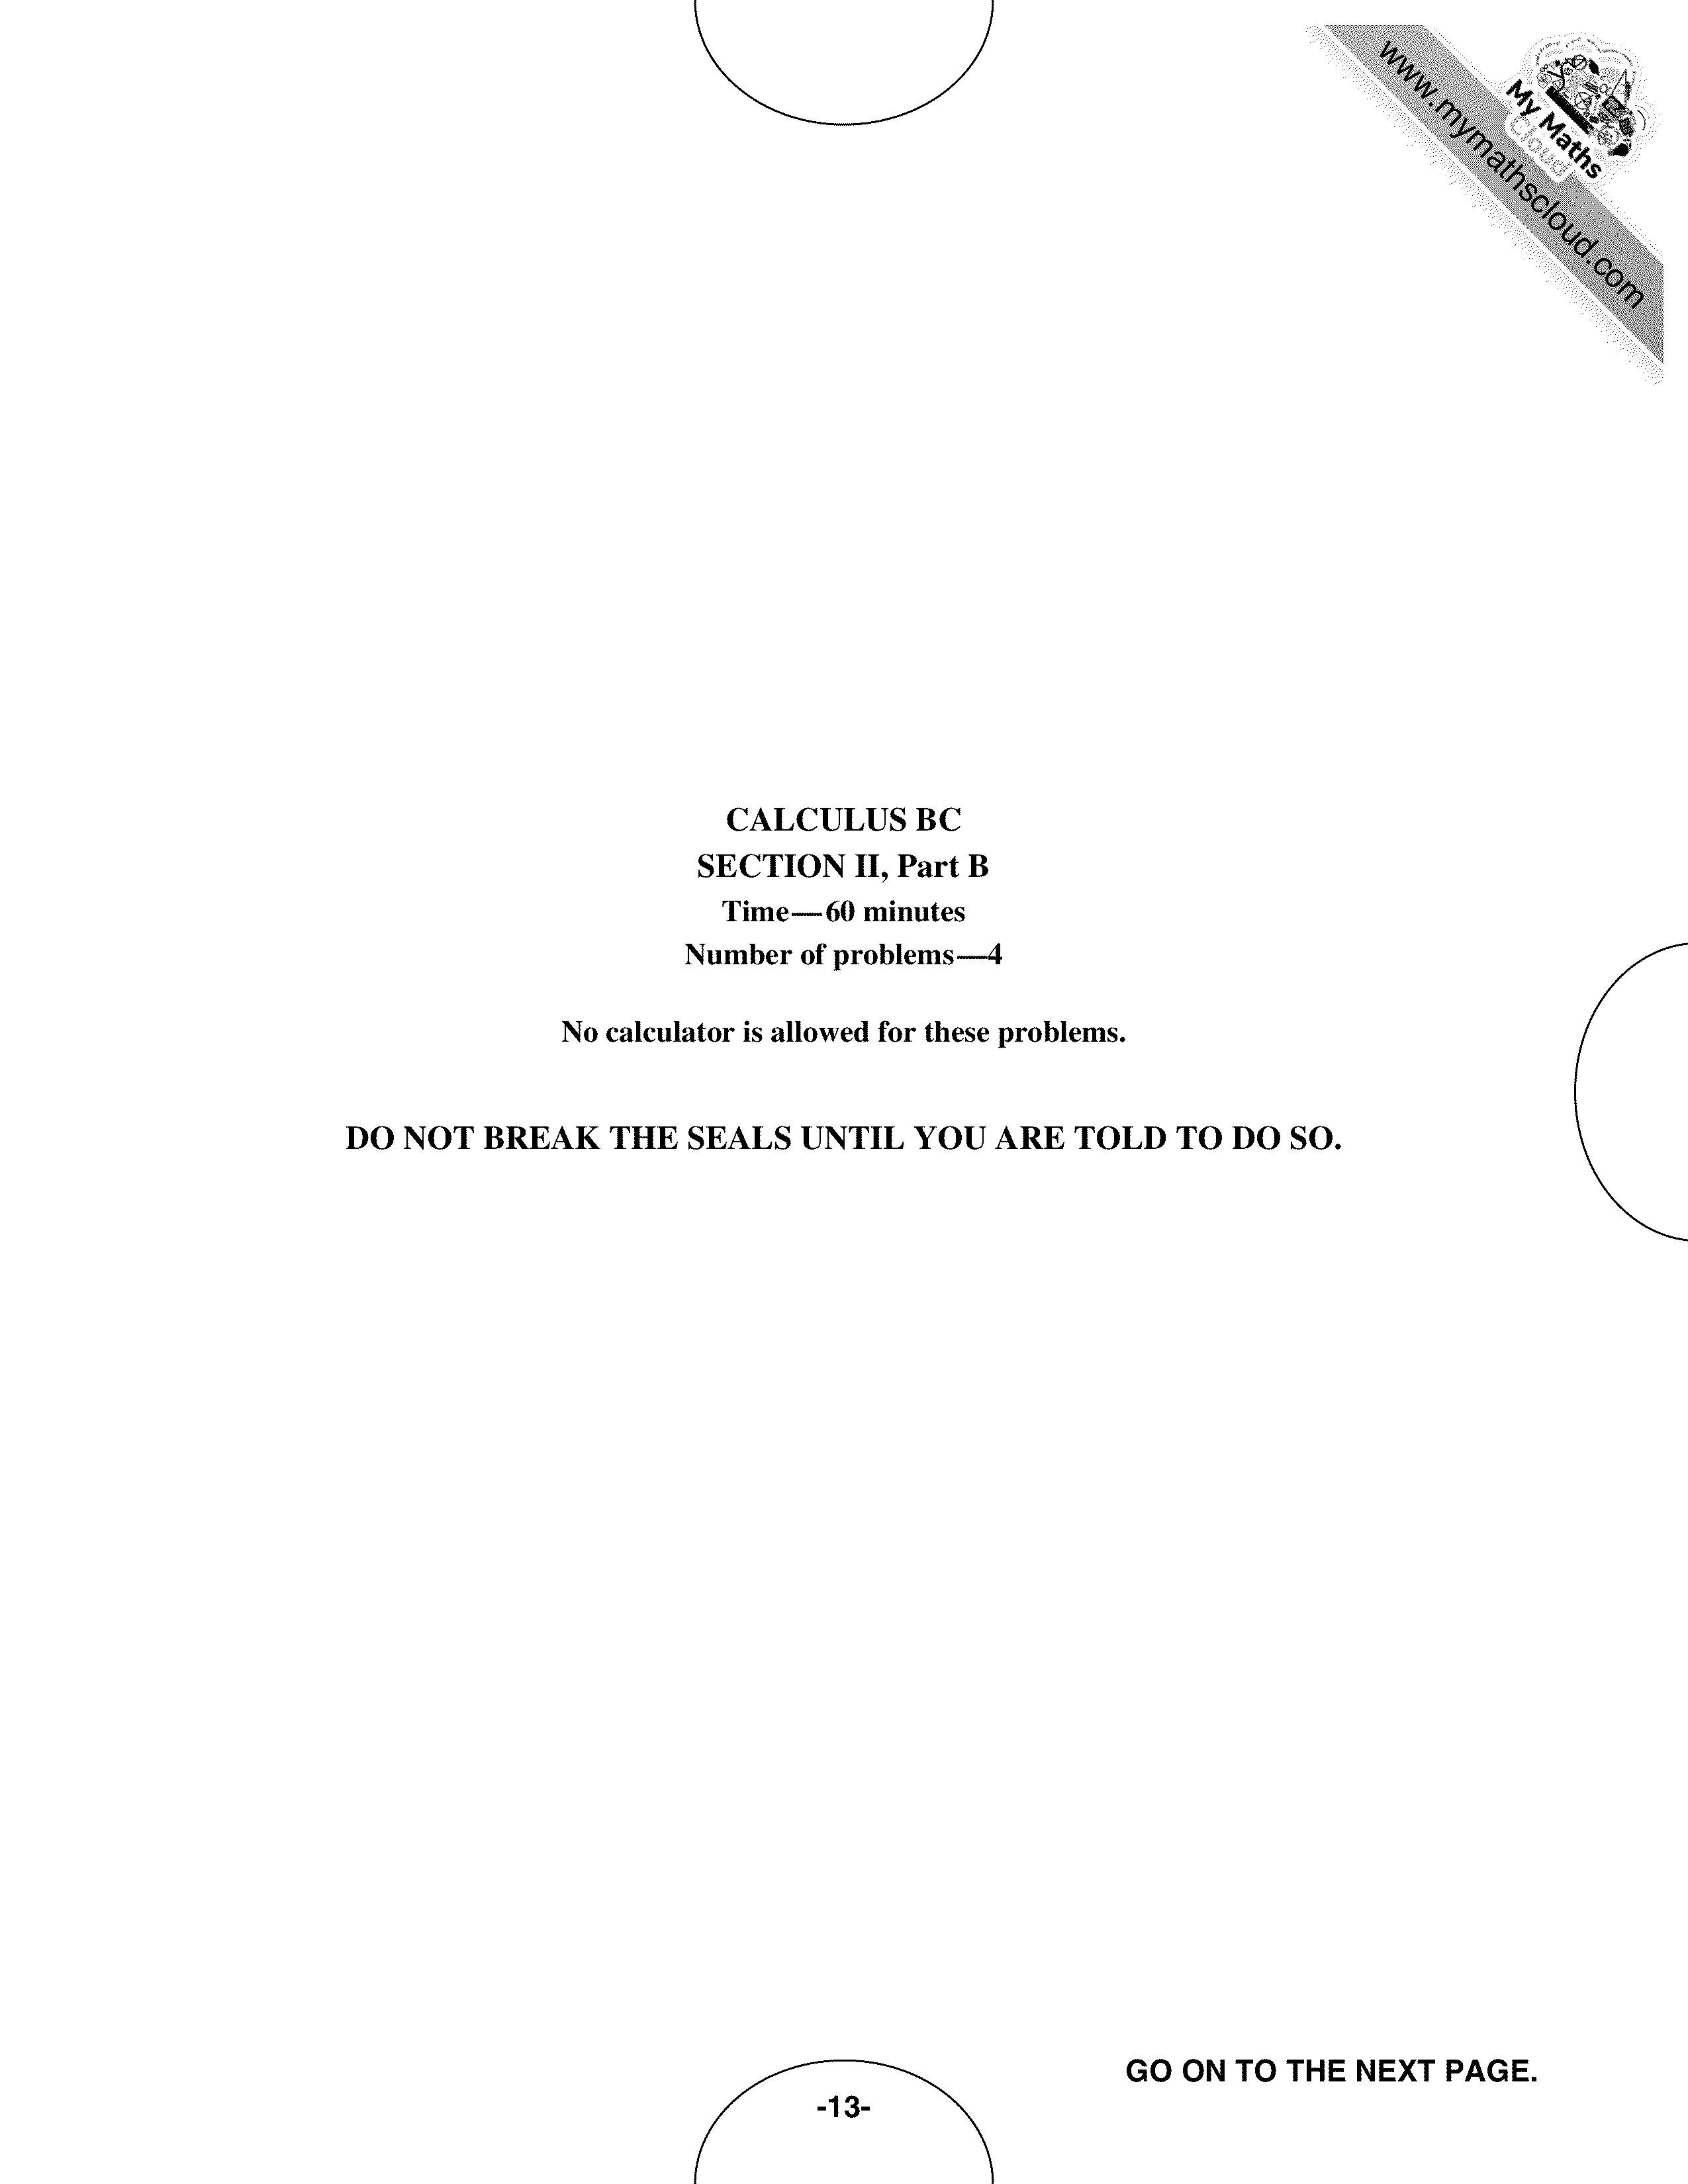 www.mymathscloud.com
My Maths
Cloud
CALCULUS BC
SECTION II, Part B
Time—60 minutes
Number of problems—4
No calculator is allowed for these problems.
DO NOT BREAK THE SEALS UNTIL YOU ARE TOLD TO DO SO.
GO ON TO THE NEXT PAGE.
-13-